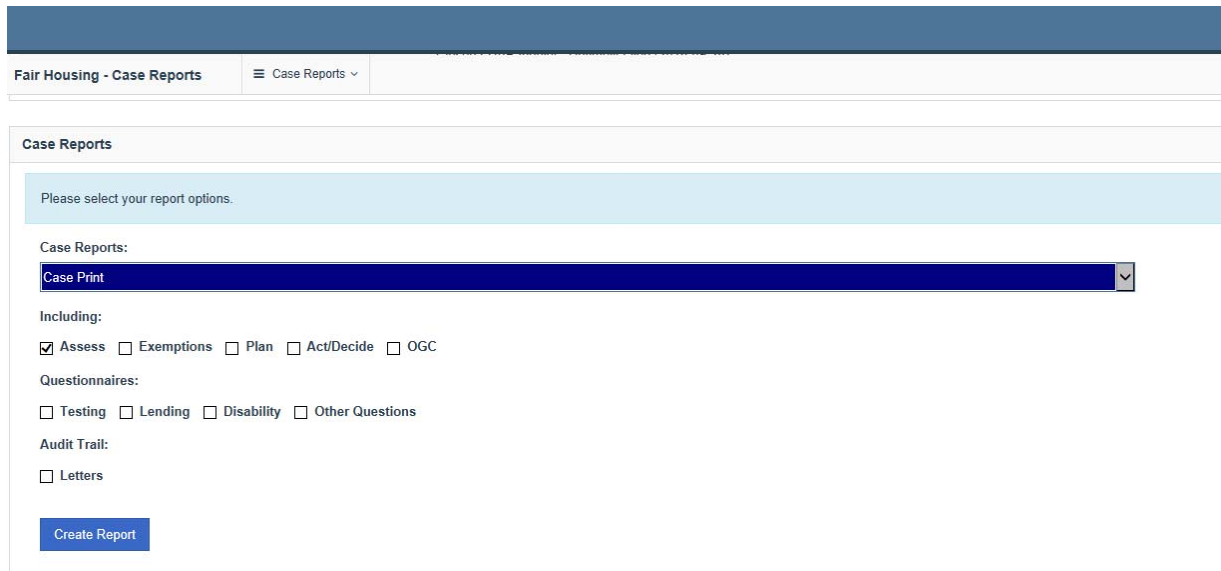 Fair Housing - Case Reports Case Reports
Case Reports
Please select your report options.
Case Reports:
Case Print
Including:
Assess Exemptions Plan Act/Decide OGC
Questionnaires:
Testing Lending Disability Other Questions
Audit Trail:
Letters
Create Report